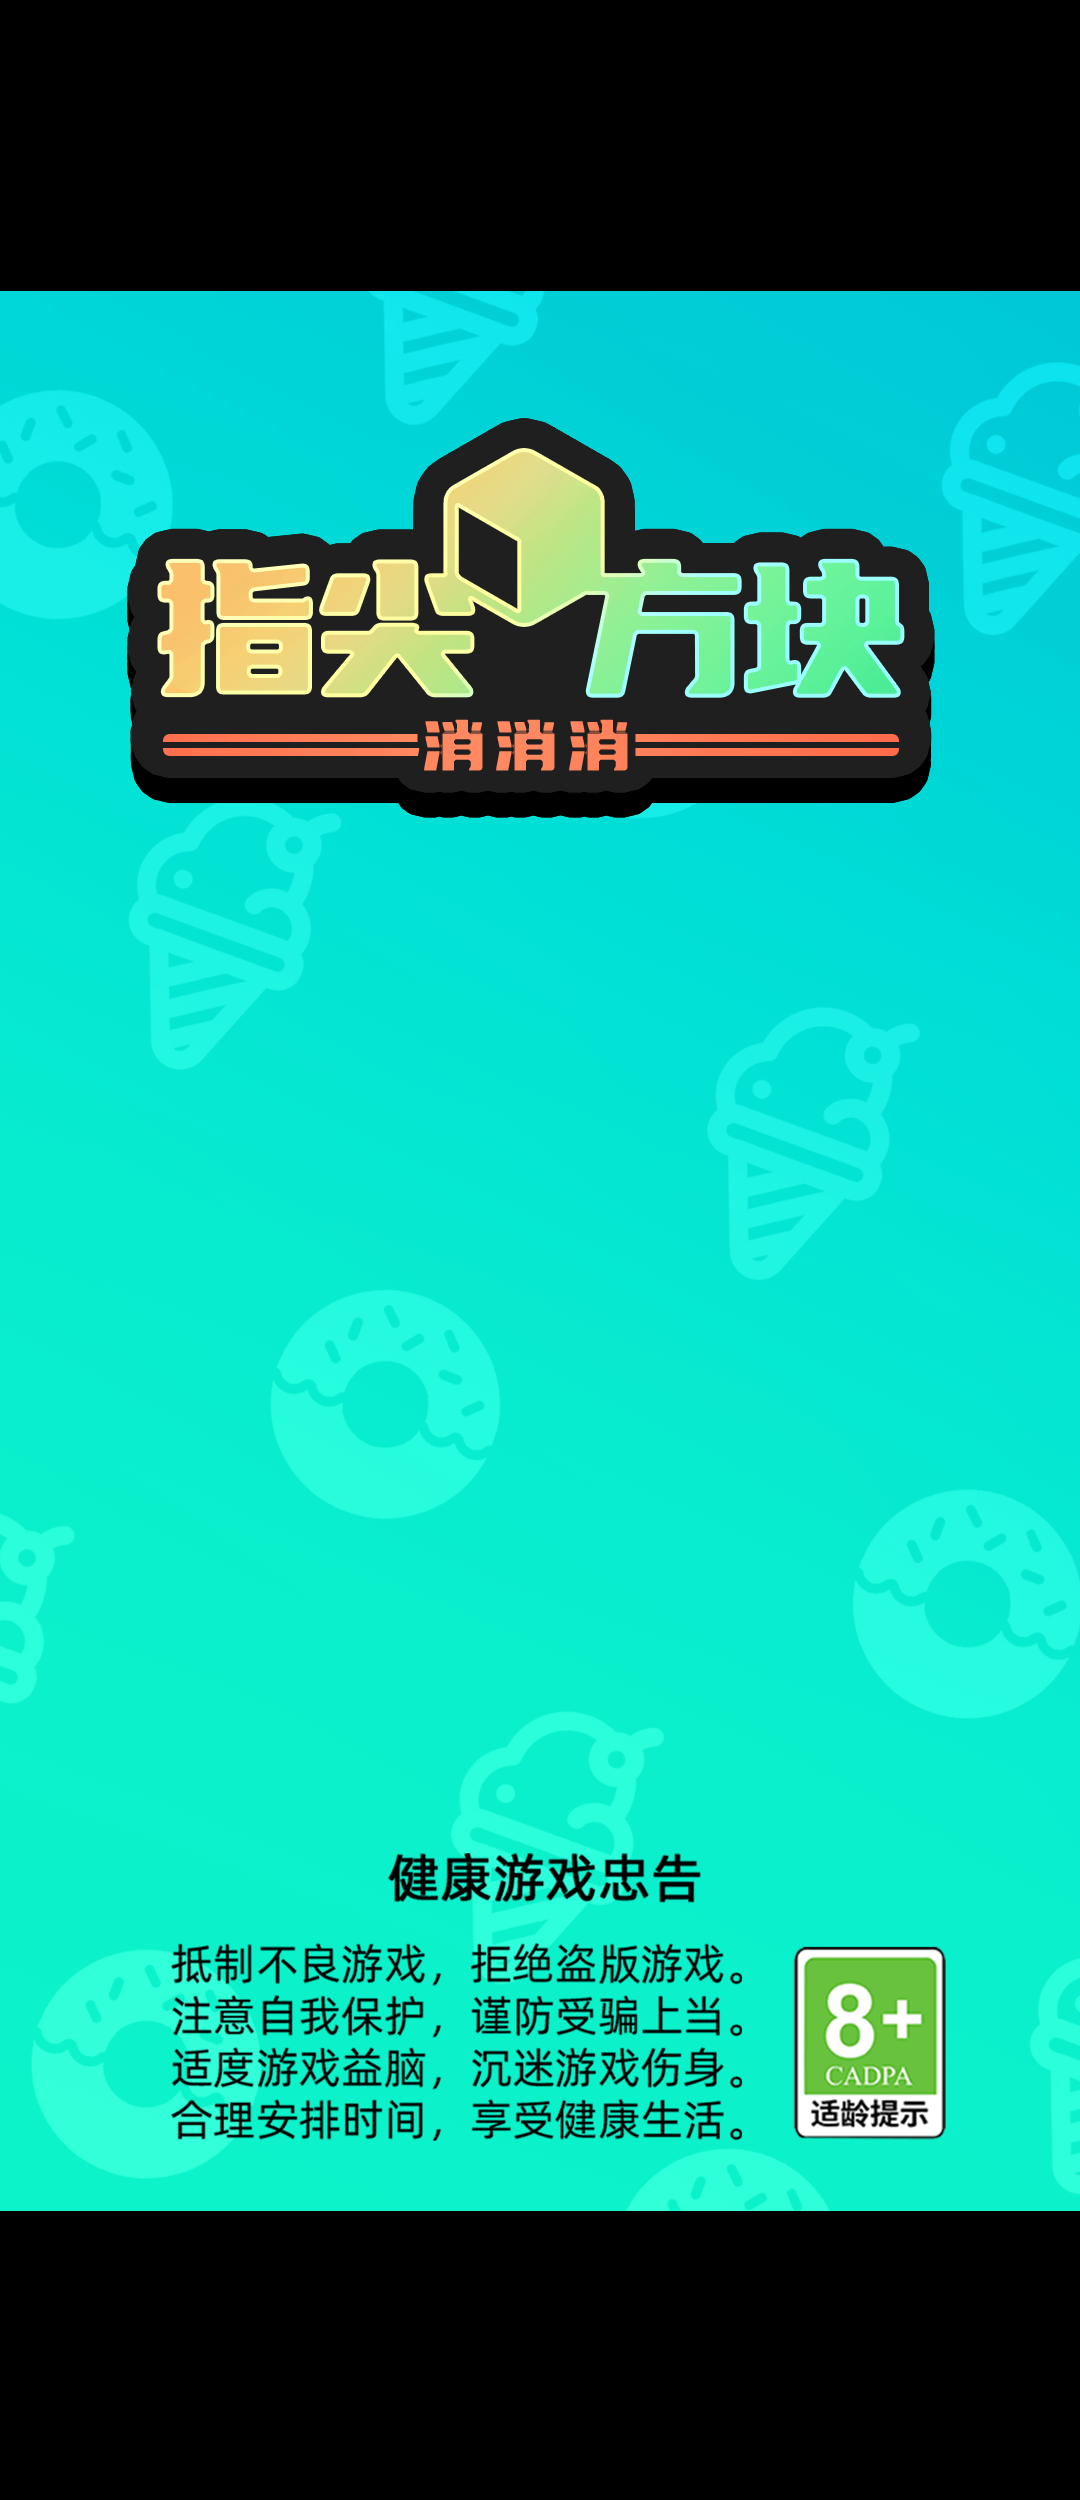 指尖方块
消消消
健康游戏忠告
抵制不良游戏，拒绝盗版游戏。
注意自我保护，谨防受骗上当。
适度游戏益脑，沉迷游戏伤身。
合理安排时间，享受健康生活。
8+
CADPA
适龄提示